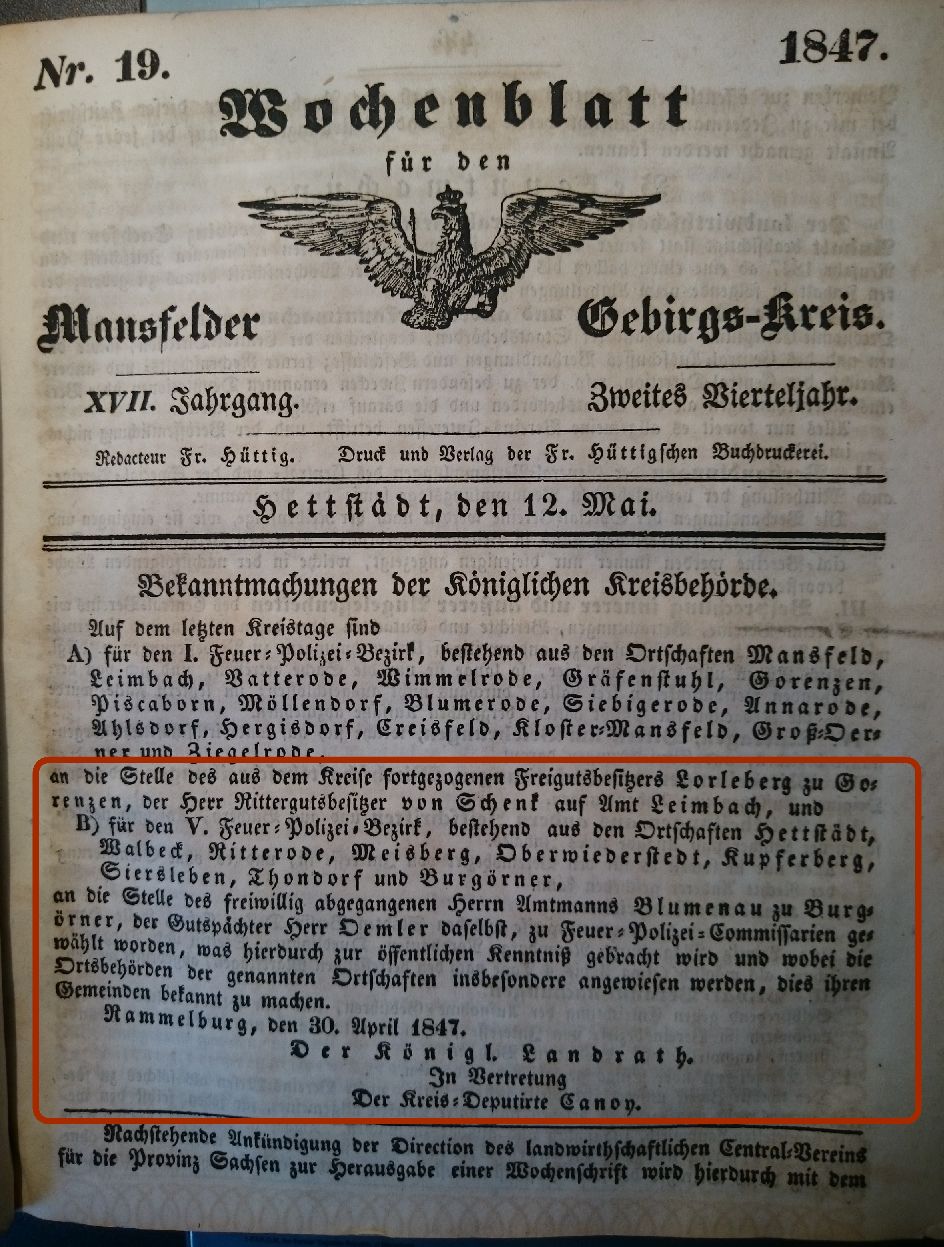 Nr. 19.
1847.
Wochenblatt
für den
Mansfelder
Gebirgs-Kreis.
XVII. Jahrgang.
Zweites Vierteljahr.
Redacteur Fr. Hüttig. Druck und Verlag der Fr. Hüttigschen Buchdruckerei.
Hettstädt, den 12. Mai.
Bekanntmachungen der Königlichen Kreisbehörde.
Auf dem letzten Kreistage sind
A) für den I. Feuer-Polizei-Bezirk, bestehend aus den Ortschaften Mansfeld,
Leimbach, Vatterode, Wimmelrode, Gräfenstuhl, Gorenzen,
Piscaborn, Möllendorf, Blumerode, Siebigerode, Annarode,
Ahlsdorf, Hergisdorf, Creisfeld, Kloster-Mansfeld, Groß-Oer-
ner und Ziegelrode,
an die Stelle des aus dem Kreise fortgezogenen Freigutsbesitzers Lorleberg zu Go-
renzen, der Herr Rittergutsbesitzer von Schenk auf Amt Leimbach, und
B) für den V. Feuer-Polizei-Bezirk, bestehend aus den Ortschaften Hettstädt,
Walbeck, Ritterode, Meisberg, Oberwiederstedt, Kupferberg,
Siersleben, Thondorf und Burgörner,
an die Stelle des freiwillig abgegangenen Herrn Amtmanns Blumenau zu Burg-
örner, der Gutspächter Herr Oemler daselbst, zu Feuer-Polizei-Commissarien ge-
wählt worden, was hierdurch zur öffentlichen Kenntniß gebracht wird und wobei die
Ortsbehörden der genannten Ortschaften insbesondere angewiesen werden, dies ihren
Gemeinden bekannt zu machen.
Rammelburg, den 30. April 1847.
Der Königl. Landrath.
In Vertretung
Der Kreis-Deputirte Canoy.
Nachstehende Ankündigung der Direction des landwirthschaftlichen Central-Vereins
für die Provinz Sachsen zur Herausgabe einer Wochenschrift wird hierdurch mit dem